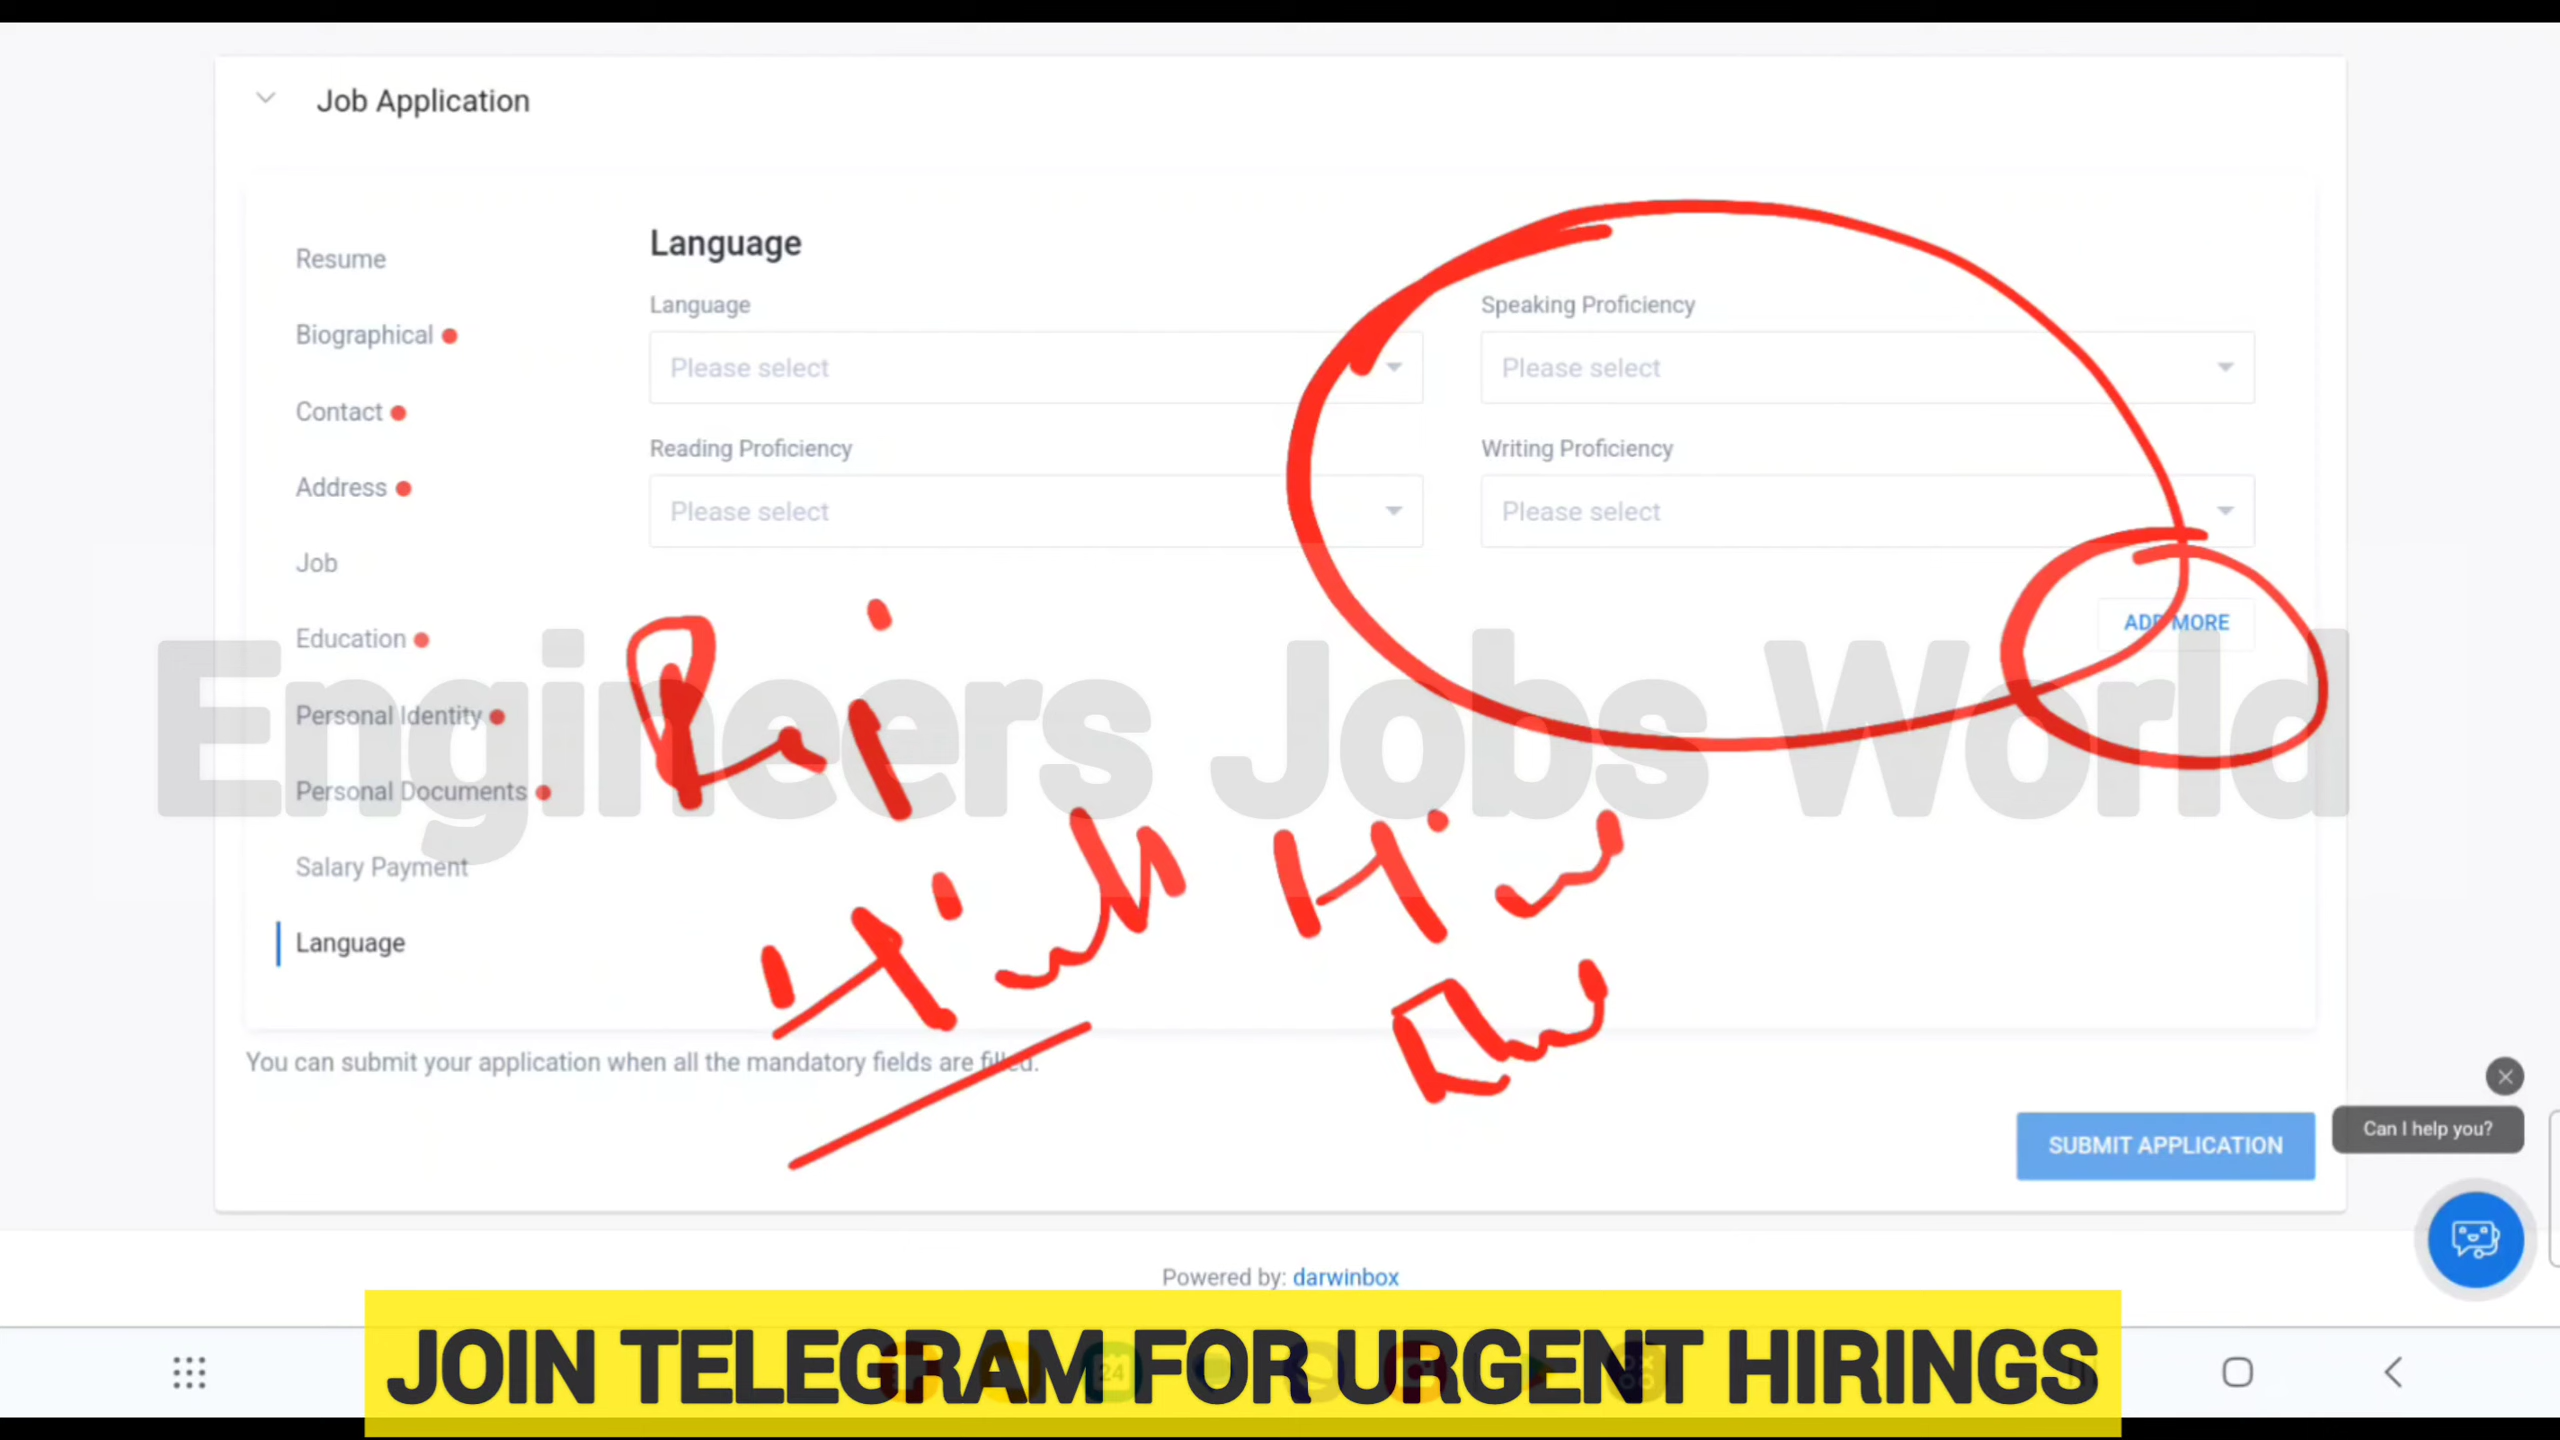 Job Application
Resume
Biographical
Contact
Address
Job
Education
Personal Identity
Personal Documents
Salary Payment
Language
Language
Language
Please select
Speaking Proficiency
Please select
Reading Proficiency
Please select
Writing Proficiency
Please select
ADD MORE
Engineers Jobs World
You can submit your application when all the mandatory fields are filled.
SUBMIT APPLICATION
Can I help you?
Powered by: darwinbox
JOIN TELEGRAM FOR URGENT HIRINGS
24